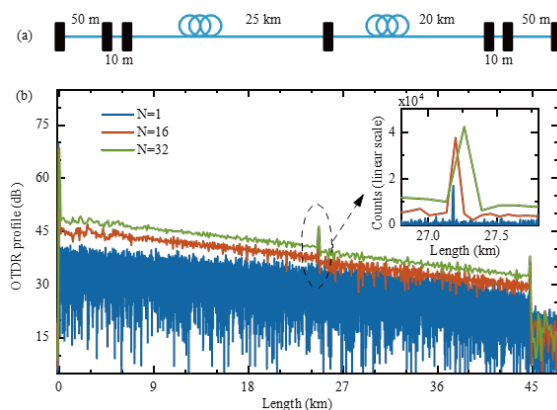 (a)
50 m
25 km
20 km
50 m
10 m
10 m
(b)
N=1
N=16
N=32
OTDR profile (dB)
75
60
45
30
15
0
9
18
27
36
45
Length (km)
x10^4
Counts (linear scale)
4
2
0
27.0
27.5
Length (km)